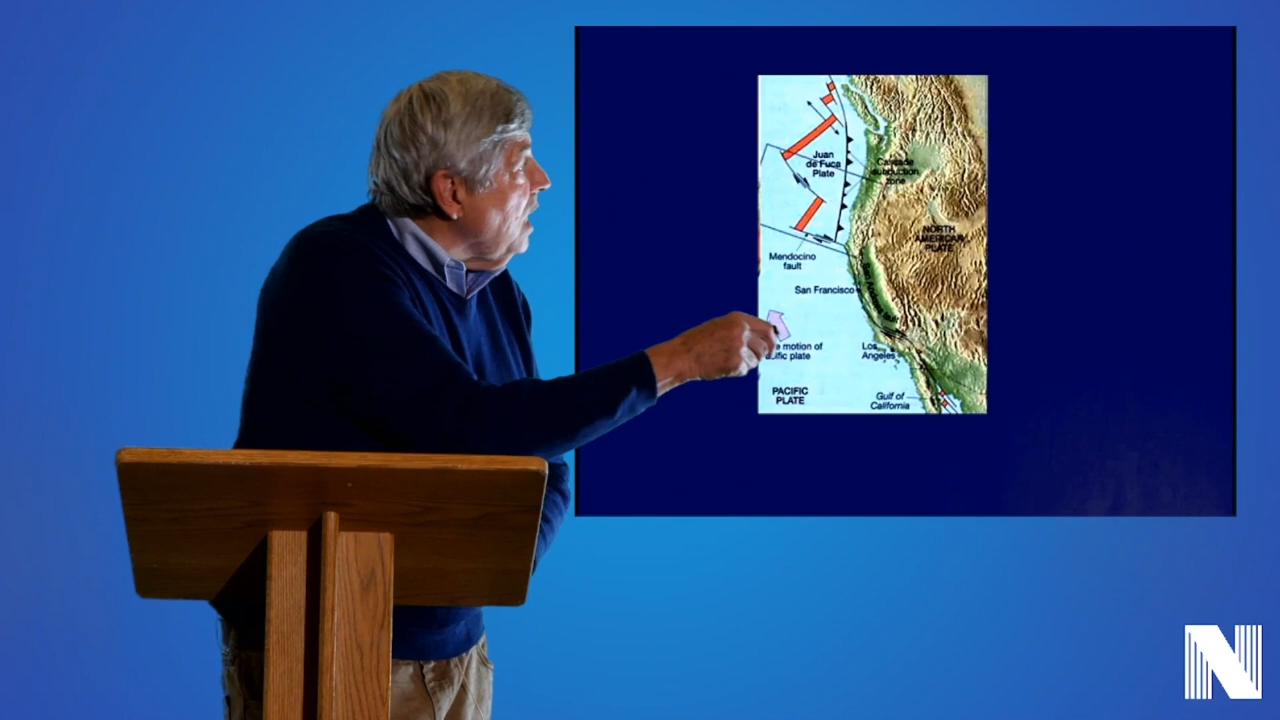 Juan
de Fuca
Plate
Cascade
subduction
zone
NORTH
AMERICAN
PLATE
Mendocino
fault
San Francisco
motion of
plate
Los
Angeles
PACIFIC
PLATE
Gulf of
California
N